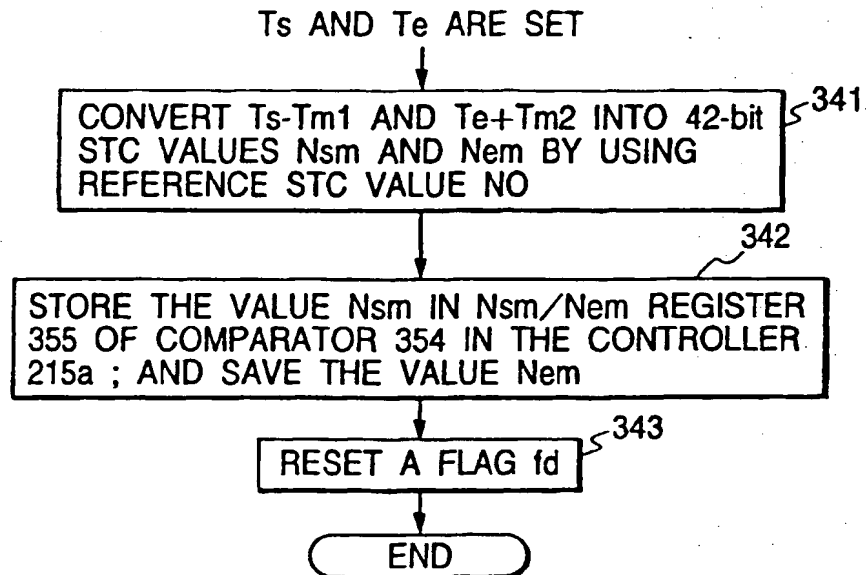 Ts AND Te ARE SET
CONVERT Ts-Tm1 AND Te+Tm2 INTO 42-bit
STC VALUES Nsm AND Nem BY USING
REFERENCE STC VALUE NO
341
342
STORE THE VALUE Nsm IN Nsm/Nem REGISTER
355 OF COMPARATOR 354 IN THE CONTROLLER
215a ; AND SAVE THE VALUE Nem
343
RESET A FLAG fd
END